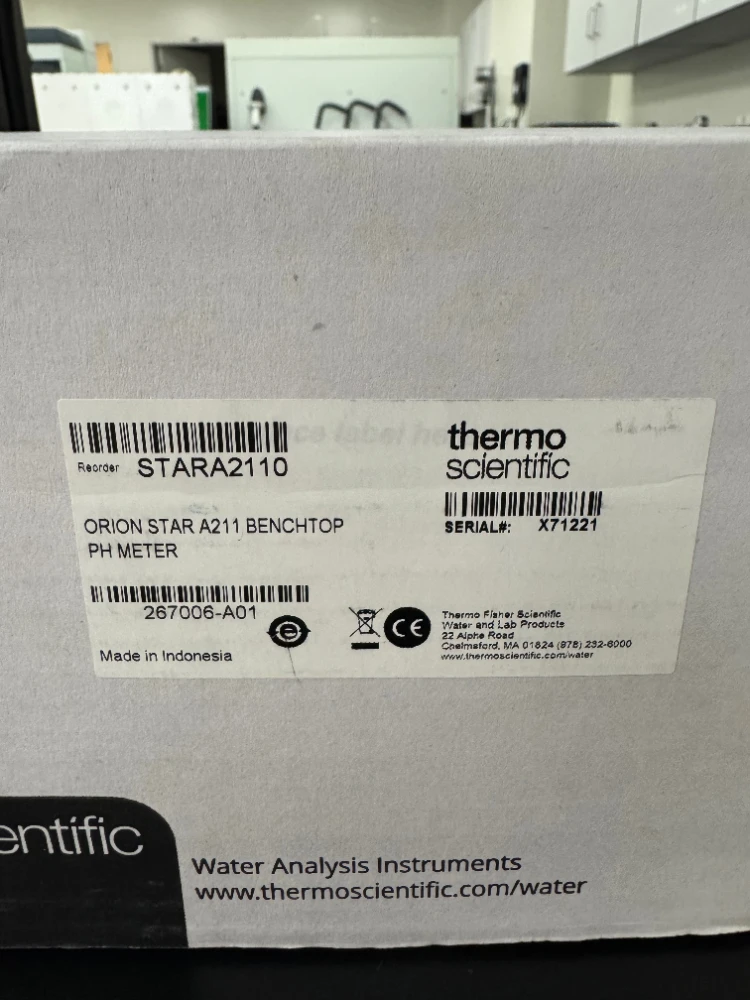 Reorder STARA2110
thermo
scientific
SERIAL#: X71221
ORION STAR A211 BENCHTOP
PH METER
267006-A01
Made in Indonesia
CE
Thermo Fisher Scientific
Water and Lab Products
22 Alpha Road
Chelmsford, MA 01824 (978) 232-6000
www.thermoscientific.com/water
entific
Water Analysis Instruments
www.thermoscientific.com/water